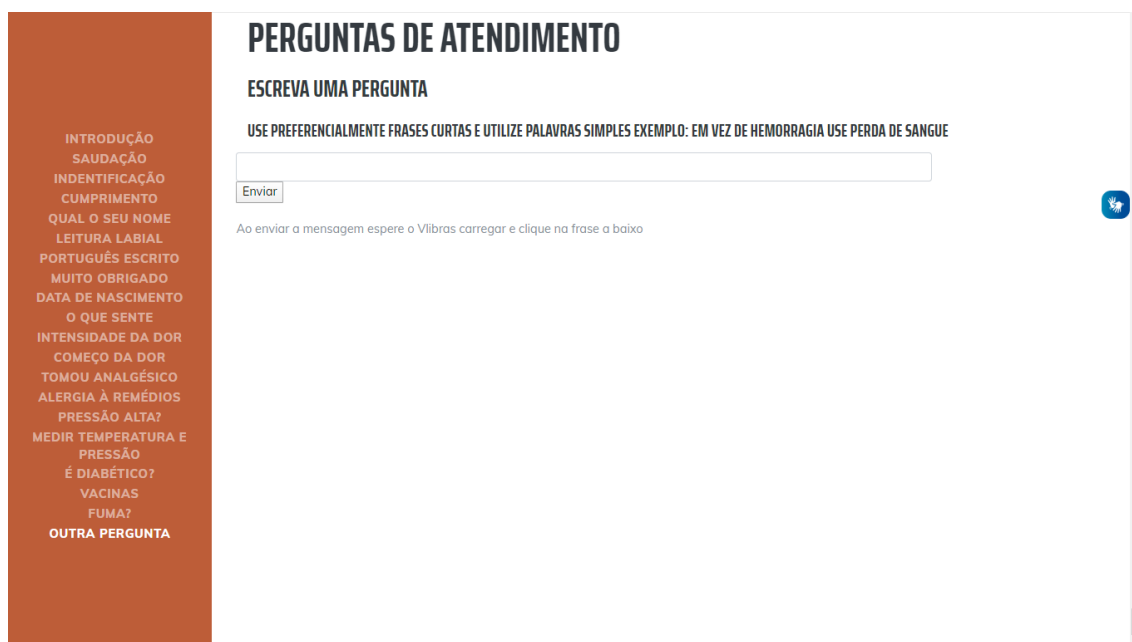 PERGUNTAS DE ATENDIMENTO
ESCREVA UMA PERGUNTA
USE PREFERENCIALMENTE FRASES CURTAS E UTILIZE PALAVRAS SIMPLES EXEMPLO: EM VEZ DE HEMORRAGIA USE PERDA DE SANGUE
Enviar
Ao enviar a mensagem espere o Vlibras carregar e clique na frase a baixo
INTRODUÇÃO
SAUDAÇÃO
INDENTIFICAÇÃO
CUMPRIMENTO
QUAL O SEU NOME
LEITURA LABIAL
PORTUGUÊS ESCRITO
MUITO OBRIGADO
DATA DE NASCIMENTO
O QUE SENTE
INTENSIDADE DA DOR
COMEÇO DA DOR
TOMOU ANALGÉSICO
ALERGIA À REMÉDIOS
PRESSÃO ALTA?
MEDIR TEMPERATURA E
PRESSÃO
É DIABÉTICO?
VACINAS
FUMA?
OUTRA PERGUNTA